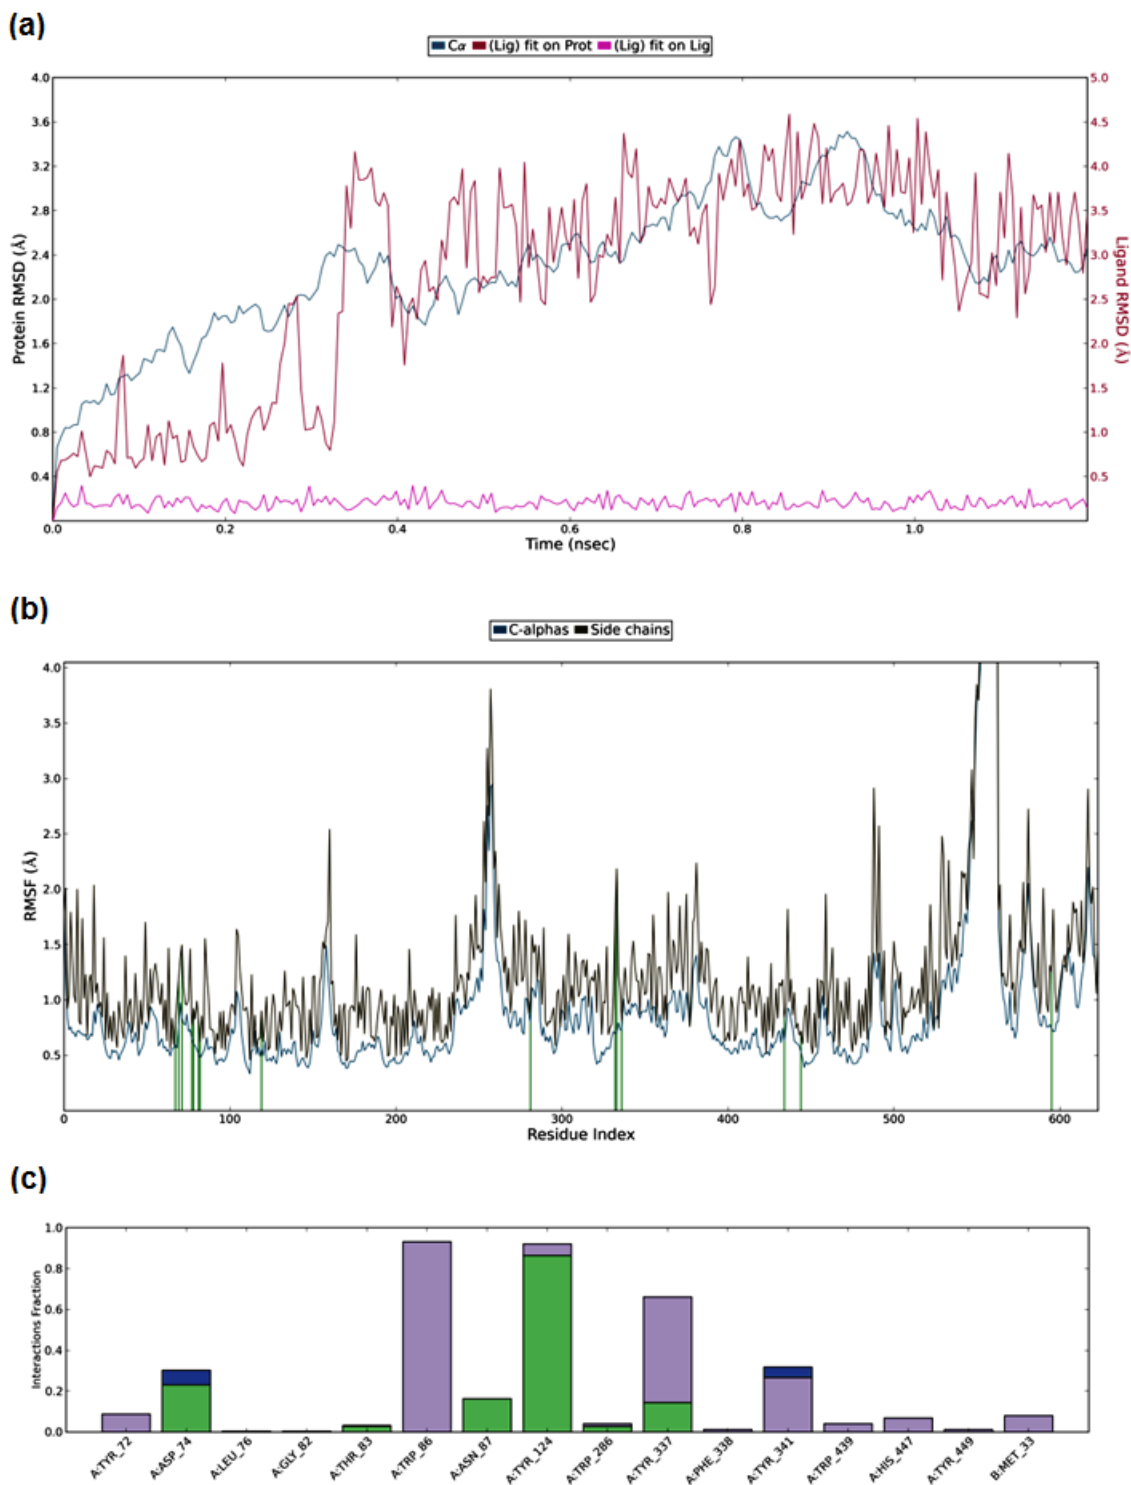 (a)
Cα (Lig) fit on Prot (Lig) fit on Lig
4.0 5.0
3.6 4.5
3.2 4.0
2.8 3.5
2.4 3.0
2.0 2.5
1.6 2.0
1.2 1.5
0.8 1.0
0.4 0.5
Protein RMSD (Å)
Ligand RMSD (Å)
0.0 0.2 0.4 0.6 0.8 1.0
Time (nsec)
(b)
C-alphas Side chains
4.0
3.5
3.0
2.5
2.0
1.5
1.0
0.5
RMSF (Å)
0 100 200 300 400 500 600
Residue Index
(c)
1.0
0.8
0.6
0.4
0.2
0.0
Interactions Fraction
A:TYR_72 A:ASP_74 A:LEU_76 A:GLY_82 A:THR_83 A:TRP_86 A:ASN_87 A:TYR_124 A:TRP_286 A:TYR_337 A:PHE_338 A:TYR_341 A:TRP_439 A:HIS_447 A:TYR_449 B:MET_33